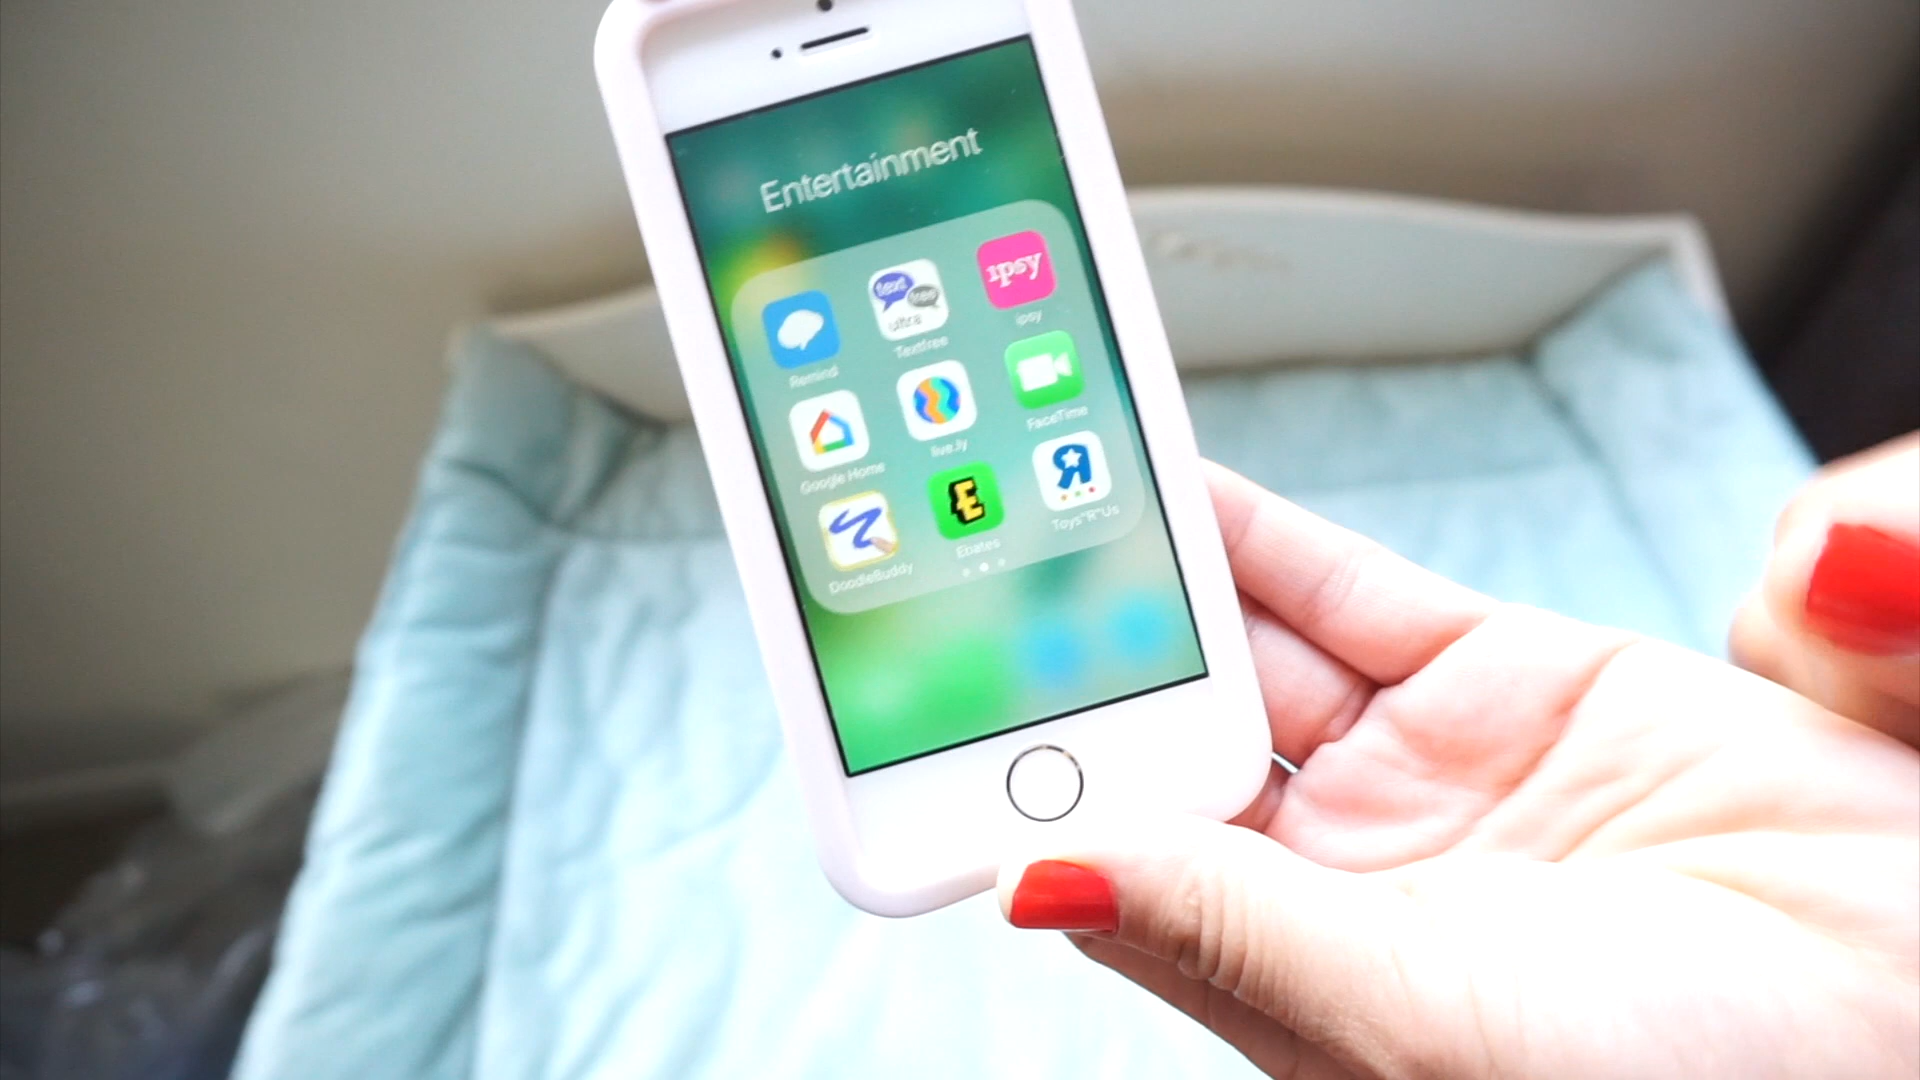 Entertainment
text
free
ultra
ipsy
Remind
Textfree
ipsy
Google Home
live.ly
FaceTime
E
R
DoodleBuddy
Ebates
Toys"R"Us